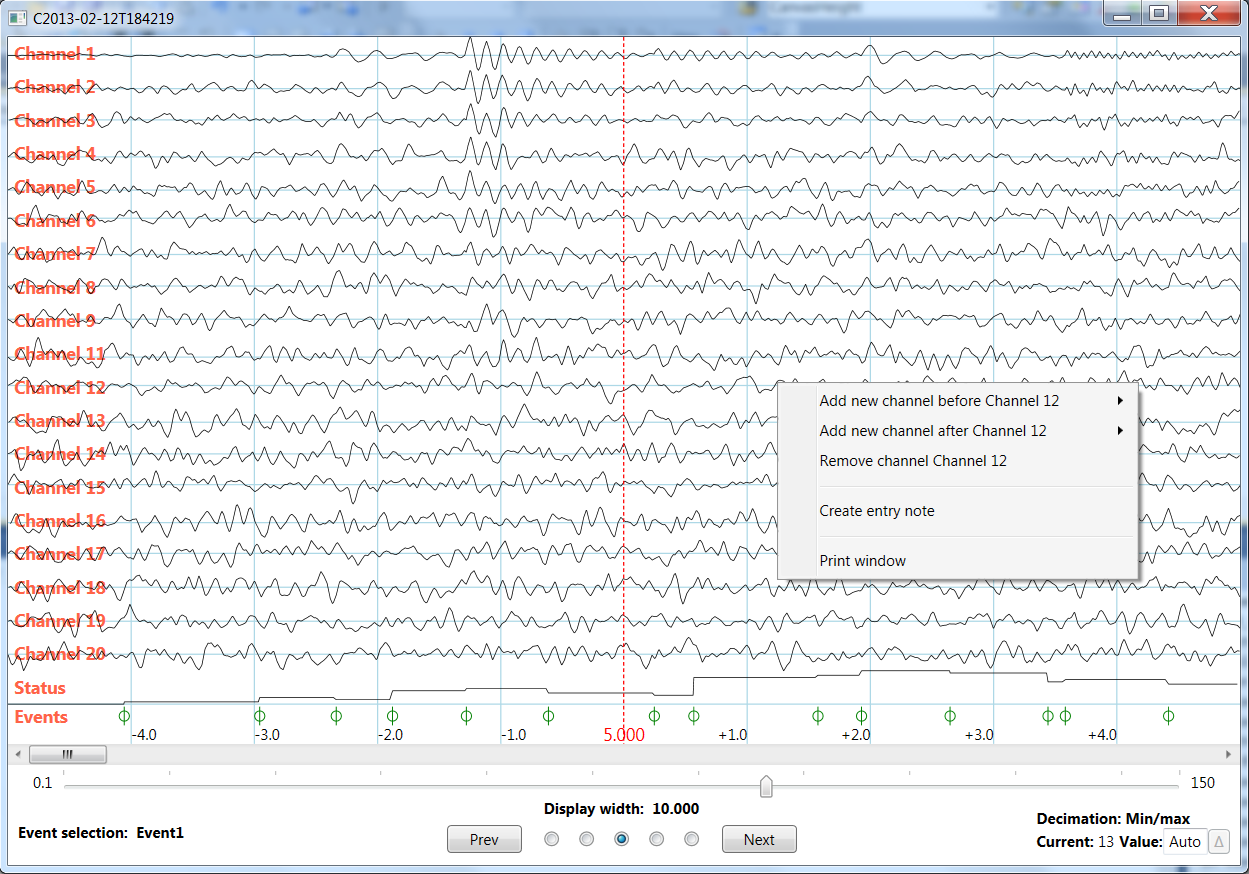 C2013-02-12T184219
Channel 1
Channel 2
Channel 3
Channel 4
Channel 5
Channel 6
Channel 7
Channel 8
Channel 9
Channel 11
Channel 12
Channel 13
Channel 14
Channel 15
Channel 16
Channel 17
Channel 18
Channel 19
Channel 20
Status
Events
Add new channel before Channel 12
Add new channel after Channel 12
Remove channel Channel 12
Create entry note
Print window
-4.0 -3.0 -2.0 -1.0 5.000 +1.0 +2.0 +3.0 +4.0
0.1 150
Display width: 10.000
Event selection: Event1
Prev Next
Decimation: Min/max
Current: 13 Value: Auto Δ